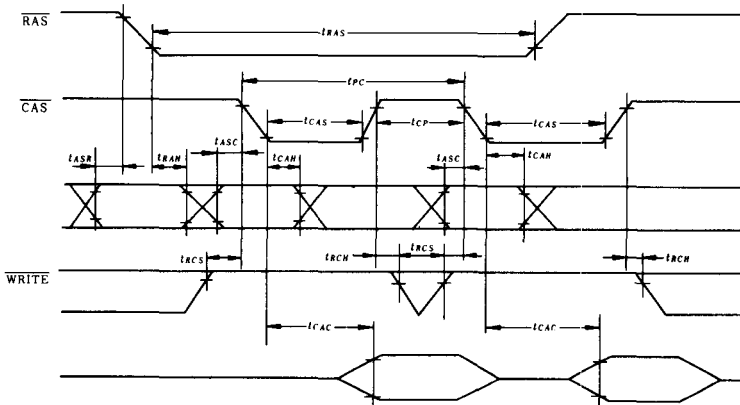 RAS
tRAS
tPC
CAS
tCAS
tCP
tCAS
tASR
tRAH
tASC
tCAH
tASC
tCAH
tRCS
tRCH
tRCS
tRCH
WRITE
tCAC
tCAC